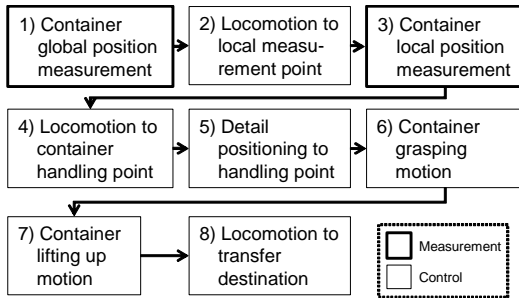 1) Container
global position
measurement
2) Locomotion to
local measu-
rement point
3) Container
local position
measurement
4) Locomotion to
container
handling point
5) Detail
positioning to
handling point
6) Container
grasping
motion
7) Container
lifting up
motion
8) Locomotion to
transfer
destination
Measurement
Control